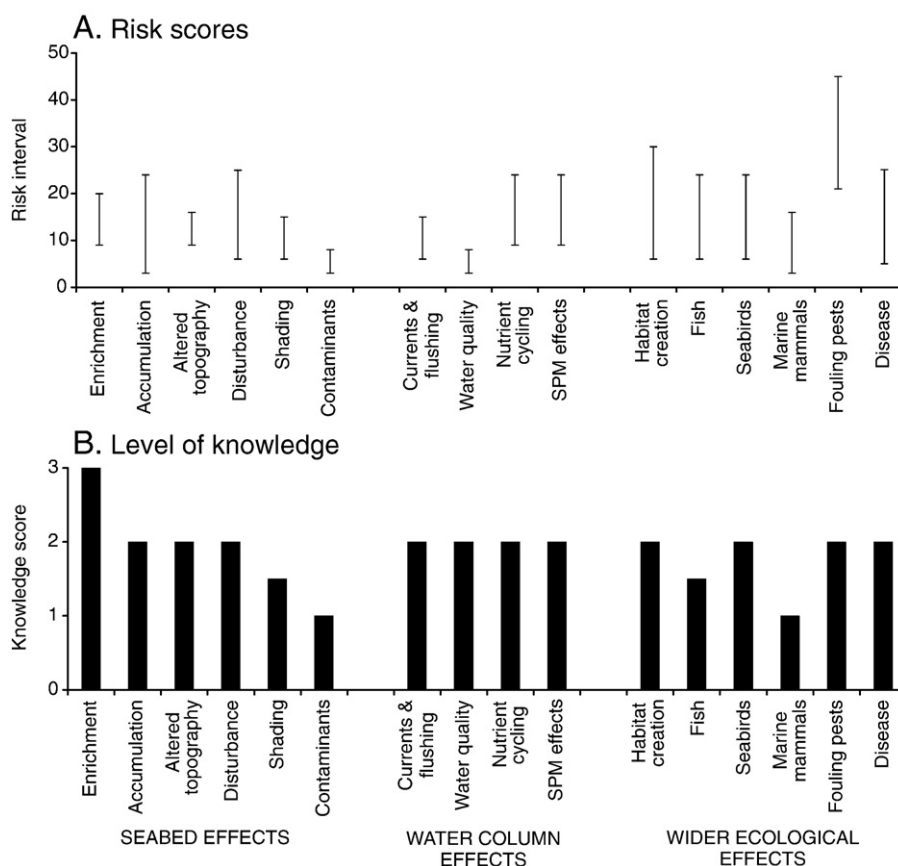 A. Risk scores
50
40
30
20
10
0
Risk interval
Enrichment
Accumulation
Altered
topography
Disturbance
Shading
Contaminants
Currents &
flushing
Water quality
Nutrient
cycling
SPM effects
Habitat
creation
Fish
Seabirds
Marine
mammals
Fouling pests
Disease
B. Level of knowledge
3
2
1
0
Knowledge score
Enrichment
Accumulation
Altered
topography
Disturbance
Shading
Contaminants
Currents &
flushing
Water quality
Nutrient
cycling
SPM effects
Habitat
creation
Fish
Seabirds
Marine
mammals
Fouling pests
Disease
SEABED EFFECTS
WATER COLUMN
EFFECTS
WIDER ECOLOGICAL
EFFECTS